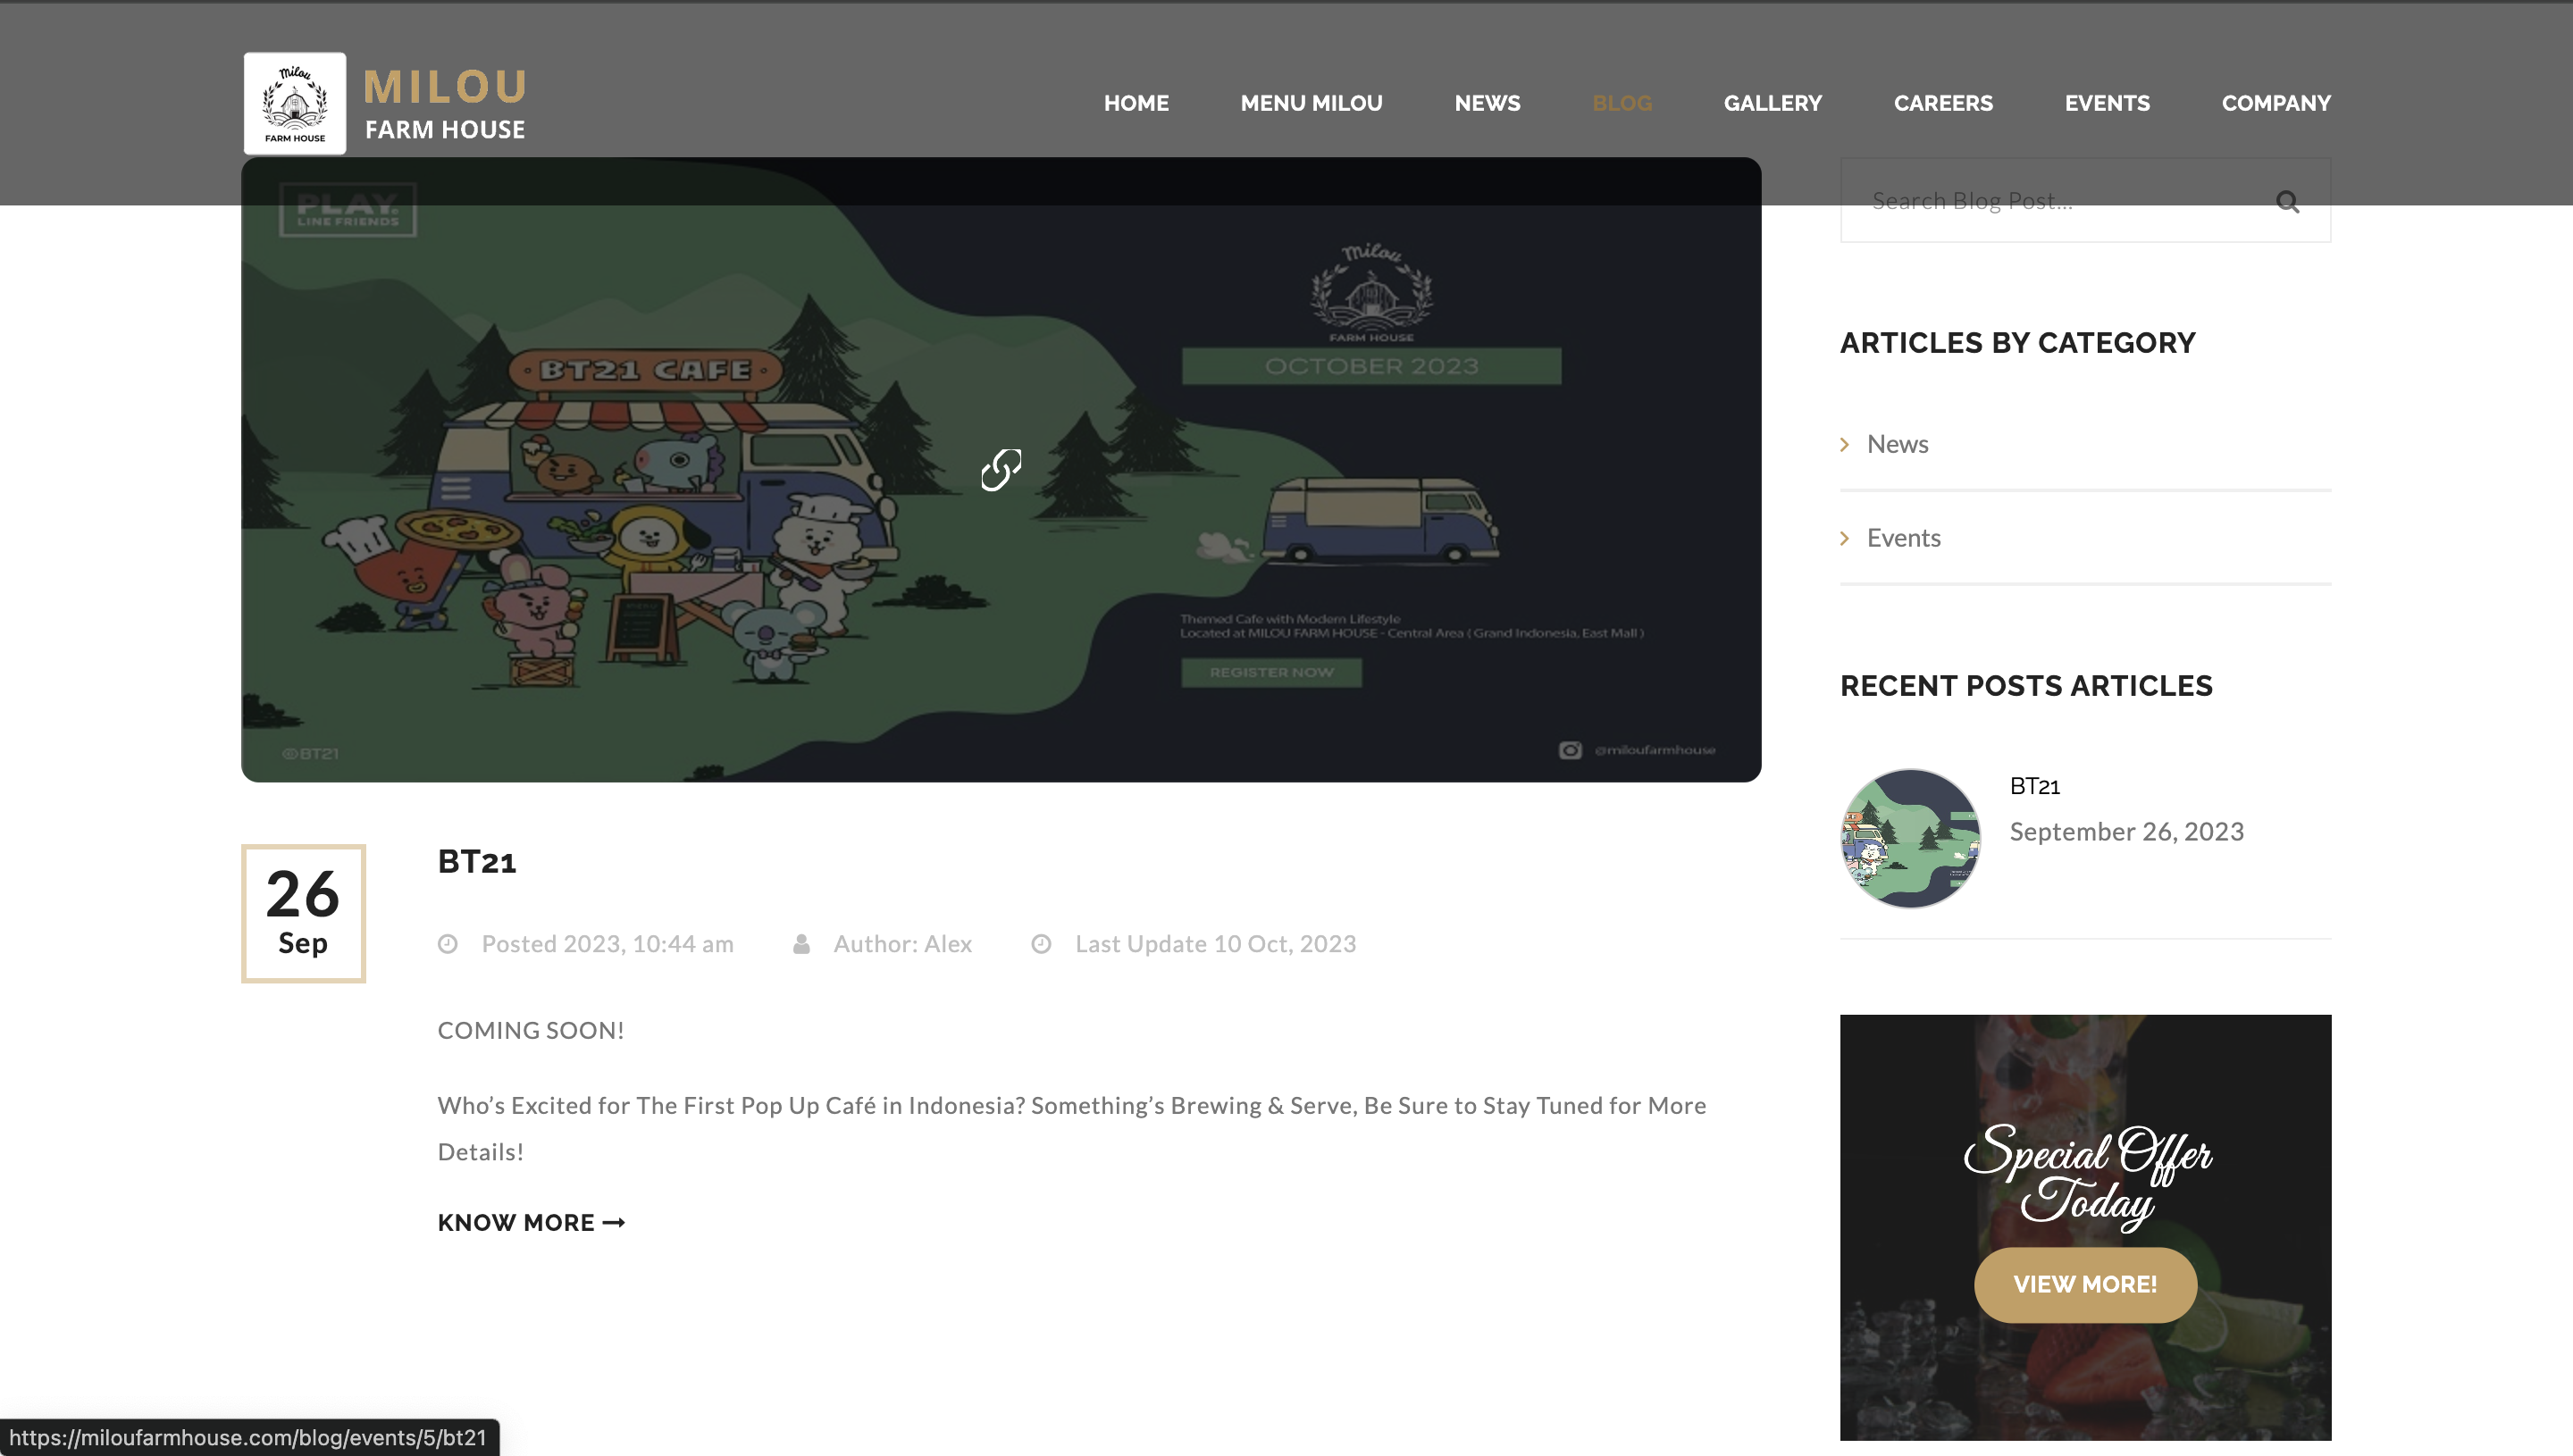 Milou
FARM HOUSE
MILOU
FARM HOUSE
HOME
MENU MILOU
NEWS
BLOG
GALLERY
CAREERS
EVENTS
COMPANY
PLAY
LINE FRIENDS
BT21 CAFE
Milou
FARM HOUSE
OCTOBER 2023
Themed Cafe with Modern Lifestyle
Located at MILOU FARM HOUSE - Central Area ( Grand Indonesia, East Mall )
REGISTER NOW
©BT21
@miloufarmhouse
26
Sep
BT21
Posted 2023, 10:44 am
Author: Alex
Last Update 10 Oct, 2023
COMING SOON!
Who’s Excited for The First Pop Up Café in Indonesia? Something’s Brewing & Serve, Be Sure to Stay Tuned for More
Details!
KNOW MORE
Search Blog Post...
ARTICLES BY CATEGORY
News
Events
RECENT POSTS ARTICLES
BT21
September 26, 2023
Special Offer
Today
VIEW MORE!
https://miloufarmhouse.com/blog/events/5/bt21